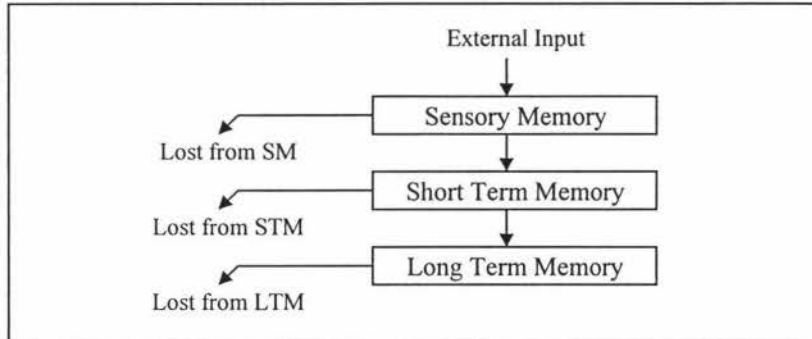 External Input
Sensory Memory
Lost from SM
Short Term Memory
Lost from STM
Long Term Memory
Lost from LTM